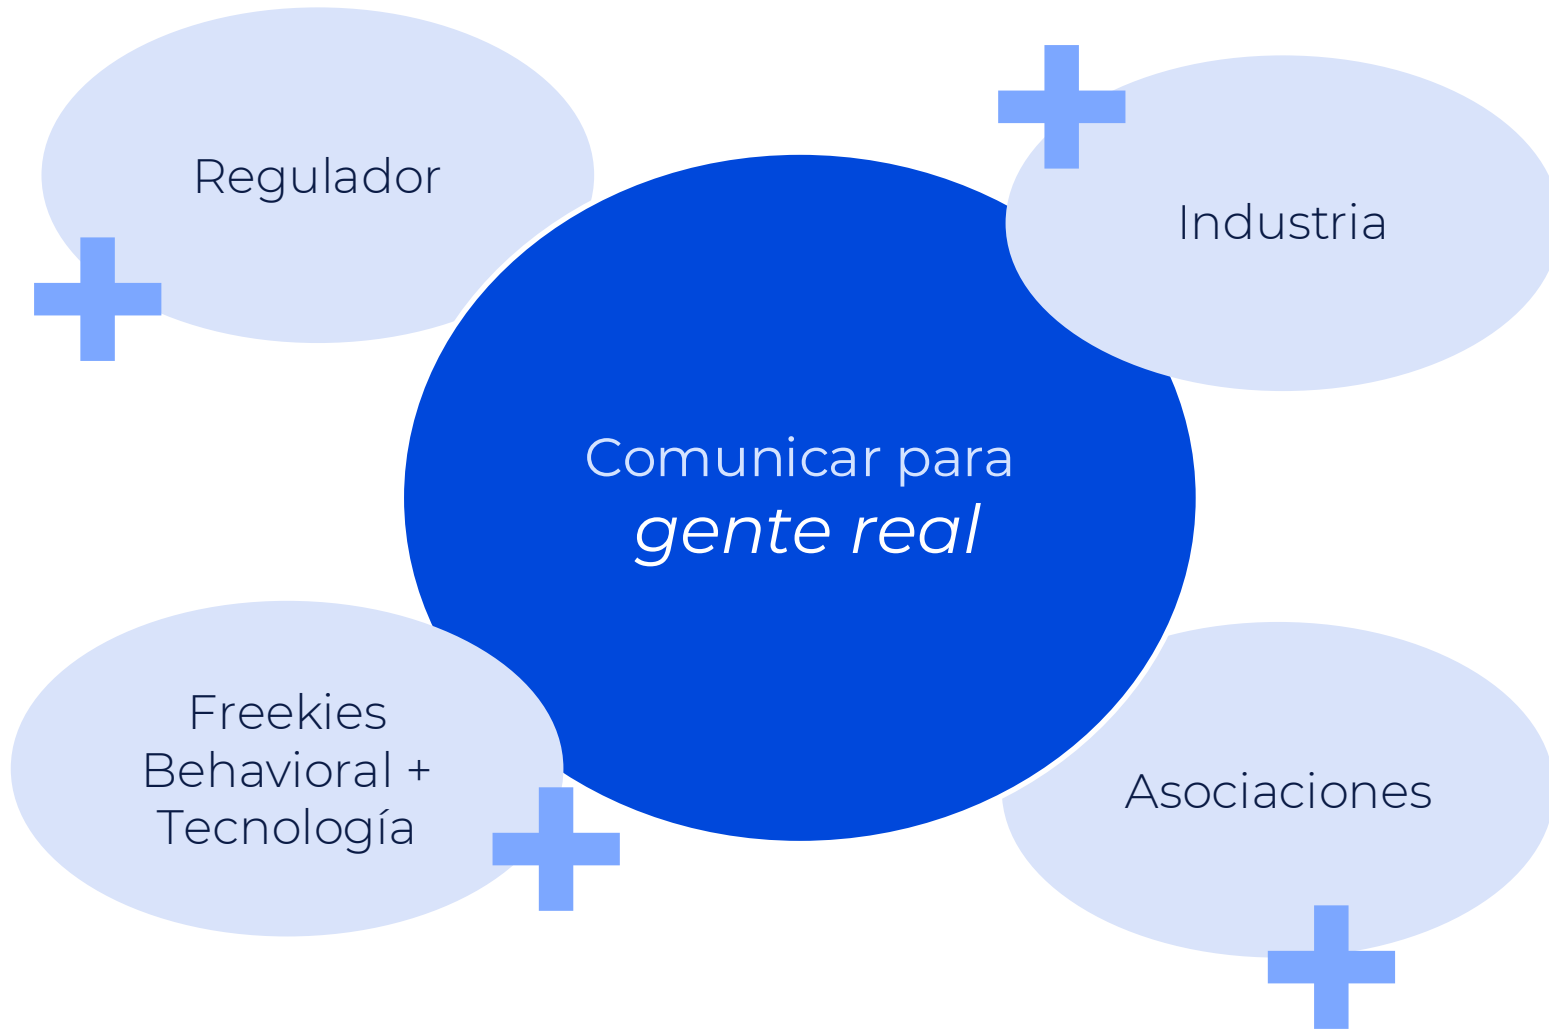 Regulador
Industria
Comunicar para
gente real
Freekies
Behavioral +
Tecnología
Asociaciones